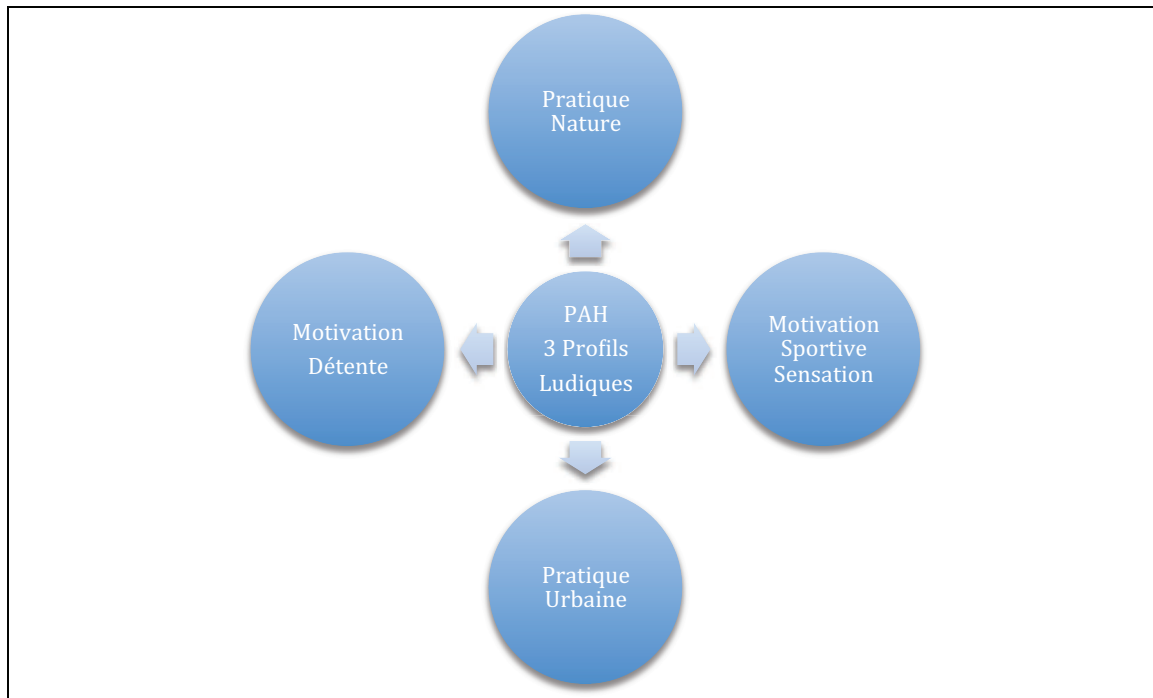 Pratique
Nature
Motivation
Détente
PAH
3 Profils
Ludiques
Motivation
Sportive
Sensation
Pratique
Urbaine